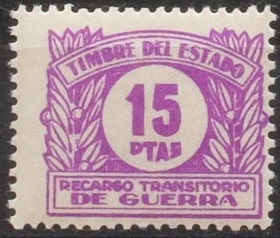 TIMBRE DEL ESTADO
15
PTAS
RECARGO TRANSITORIO
DE GUERRA